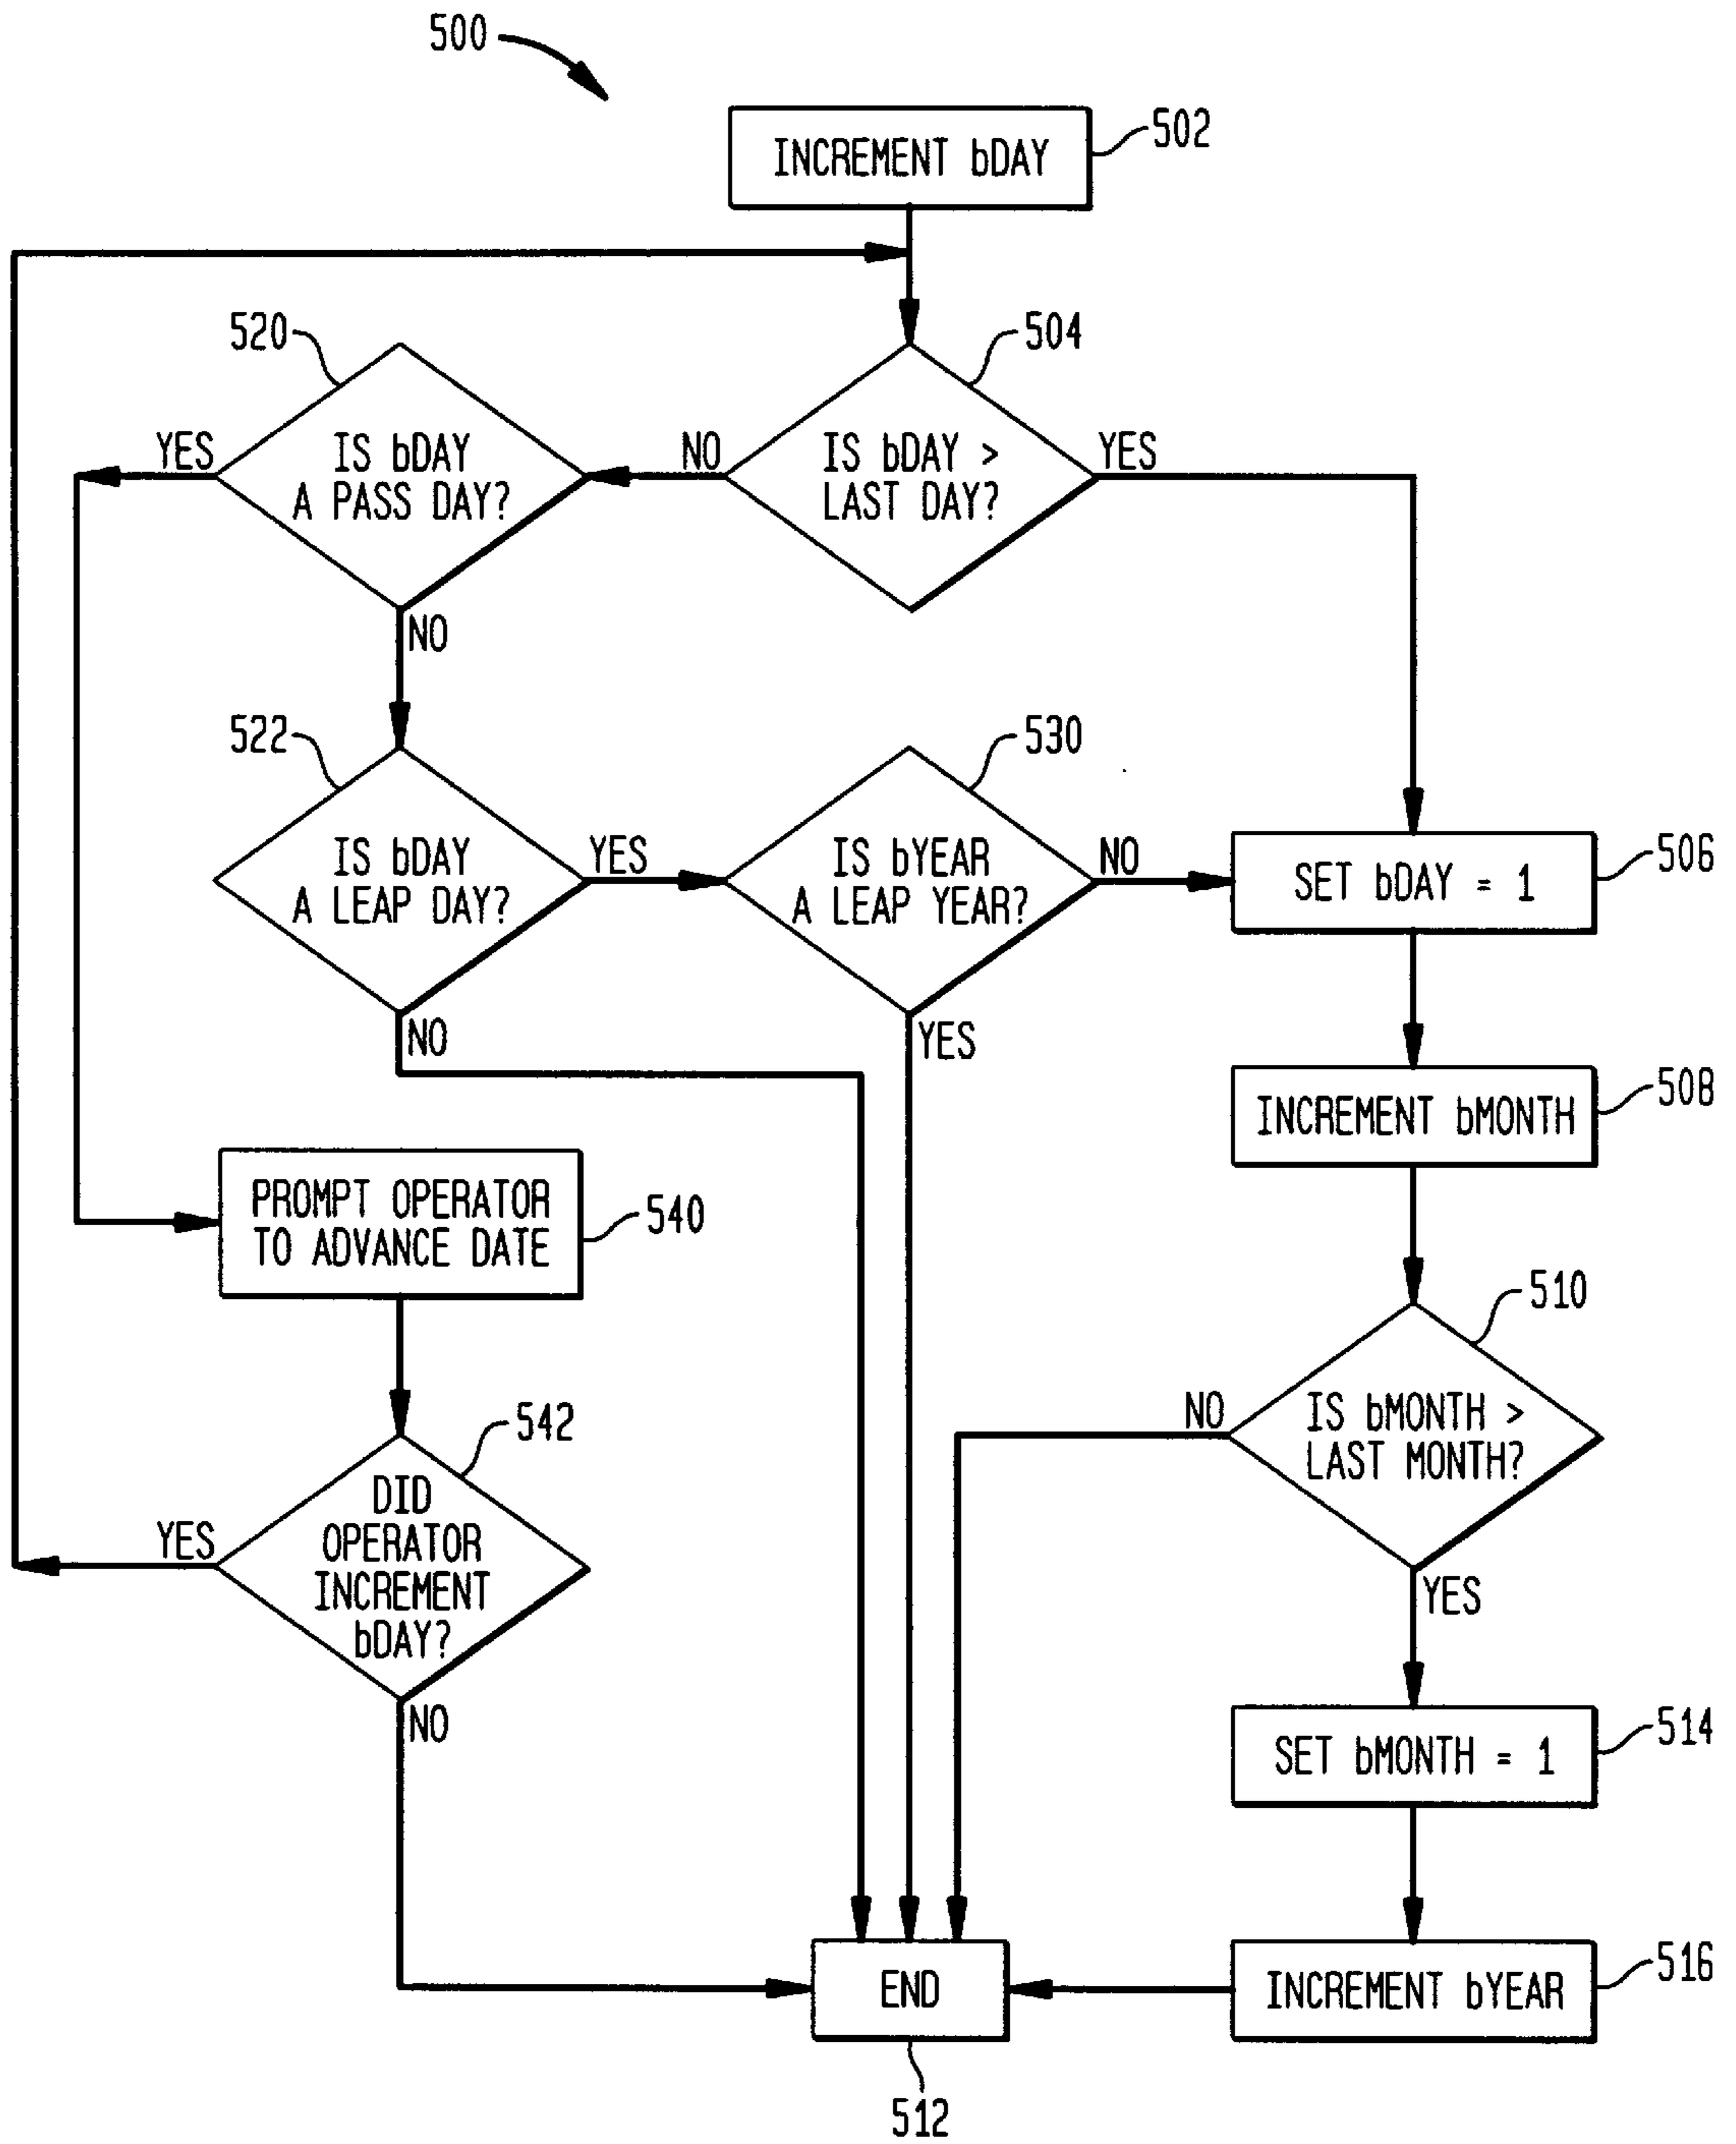 500
INCREMENT bDAY
502
520
504
IS bDAY
A PASS DAY?
YES
NO
IS bDAY >
LAST DAY?
YES
NO
522
530
IS bDAY
A LEAP DAY?
YES
NO
IS bYEAR
A LEAP YEAR?
NO
YES
SET bDAY = 1
506
INCREMENT bMONTH
508
PROMPT OPERATOR
TO ADVANCE DATE
540
510
IS bMONTH >
LAST MONTH?
NO
YES
542
DID
OPERATOR
INCREMENT
bDAY?
YES
NO
SET bMONTH = 1
514
END
512
INCREMENT bYEAR
516